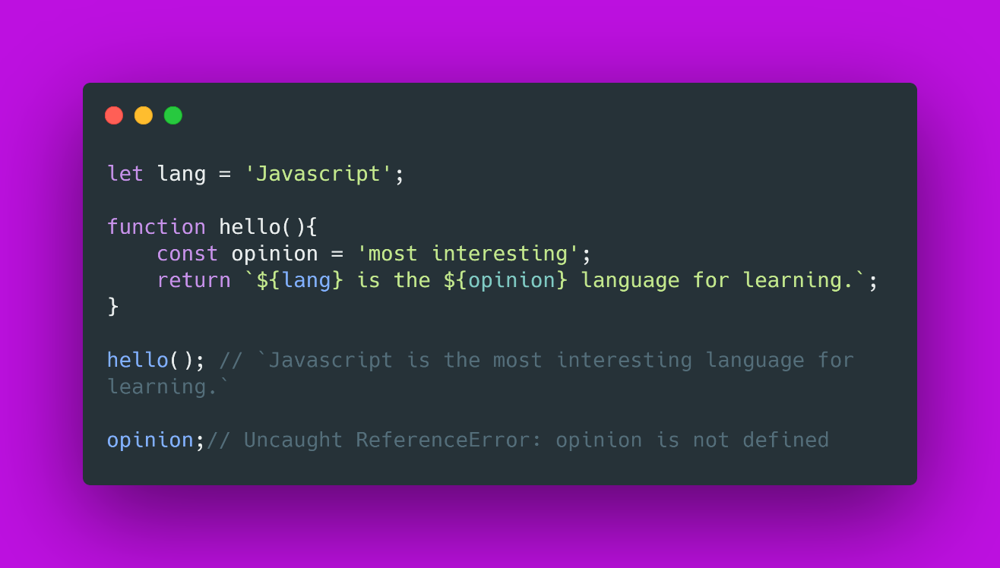 let lang = 'Javascript';
function hello(){
    const opinion = 'most interesting';
    return `${lang} is the ${opinion} language for learning.`;
}
hello(); // `Javascript is the most interesting language for
learning.`
opinion;// Uncaught ReferenceError: opinion is not defined